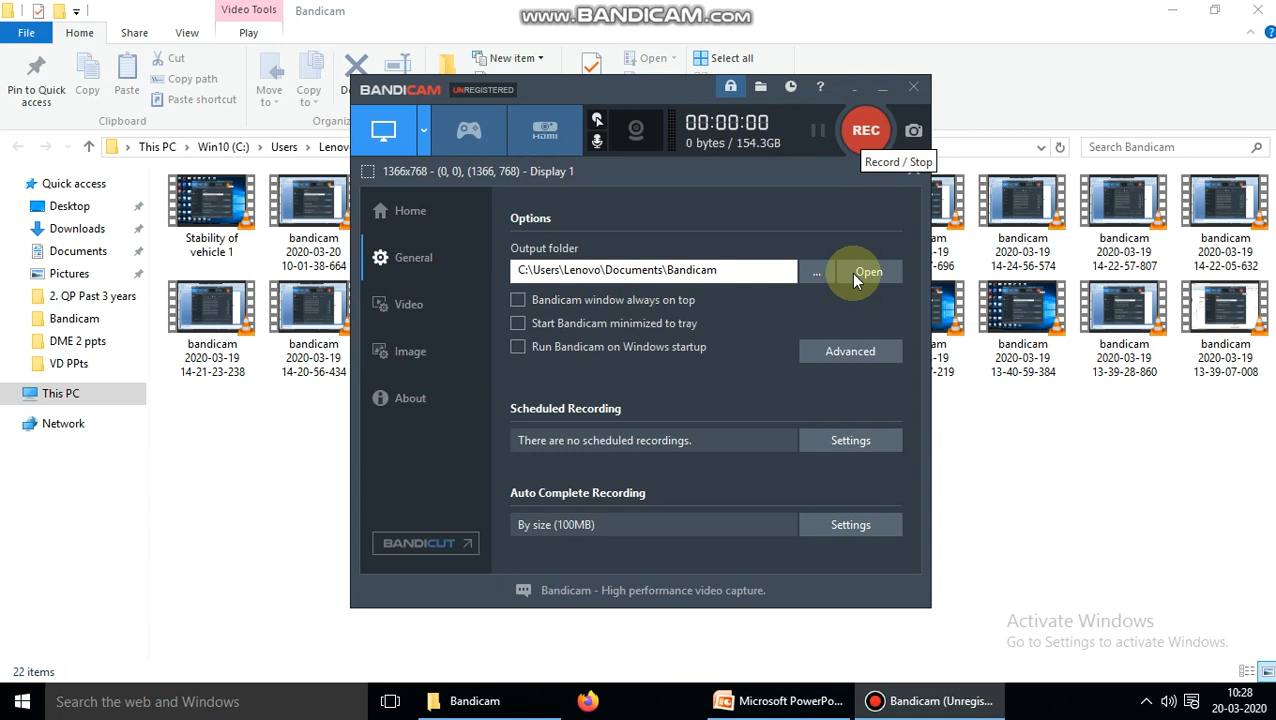 Video Tools
Bandicam
www.BANDICAM.com
File
Home
Share
View
Play
Pin to Quick access
Copy
Paste
Cut
Copy path
Paste shortcut
Move to
Copy to
New item
Open
Select all
Organiz
This PC
Win10 (C:)
Users
Lenovo
Search Bandicam
BANDICAM UNREGISTERED
?
HDMI
00:00:00
0 bytes / 154.3GB
REC
Record / Stop
1366x768 - (0, 0), (1366, 768) - Display 1
Home
General
Video
Image
About
BANDICUT
Options
Output folder
C:\Users\Lenovo\Documents\Bandicam
...
Open
Bandicam window always on top
Start Bandicam minimized to tray
Run Bandicam on Windows startup
Advanced
Scheduled Recording
There are no scheduled recordings.
Settings
Auto Complete Recording
By size (100MB)
Settings
Bandicam - High performance video capture.
Quick access
Desktop
Downloads
Documents
Pictures
2. QP Past 3 years
Bandicam
DME 2 ppts
VD PPts
This PC
Network
Stability of
vehicle 1
bandicam
2020-03-20
10-01-38-664
-19
7-696
bandicam
2020-03-19
14-24-56-574
bandicam
2020-03-19
14-22-57-807
bandicam
2020-03-19
14-22-05-632
bandicam
2020-03-19
14-21-23-238
bandicam
2020-03-19
14-20-56-434
-19
7-219
bandicam
2020-03-19
13-40-59-384
bandicam
2020-03-19
13-39-28-860
bandicam
2020-03-19
13-39-07-008
Activate Windows
Go to Settings to activate Windows.
22 items
Search the web and Windows
Bandicam
Microsoft PowerPo...
Bandicam (Unregis...
10:28
20-03-2020